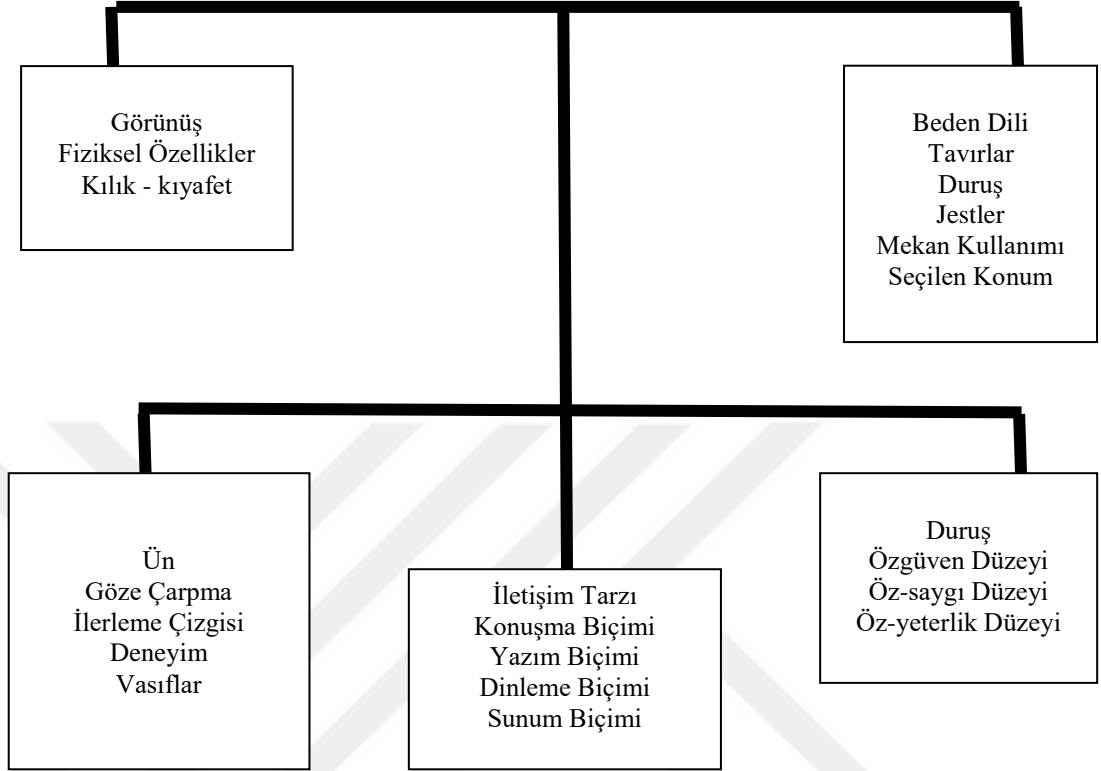 Görünüş
Fiziksel Özellikler
Kılık - kıyafet
Beden Dili
Tavırlar
Duruş
Jestler
Mekan Kullanımı
Seçilen Konum
Ün
Göze Çarpma
İlerleme Çizgisi
Deneyim
Vasıflar
İletişim Tarzı
Konuşma Biçimi
Yazım Biçimi
Dinleme Biçimi
Sunum Biçimi
Duruş
Özgüven Düzeyi
Öz-saygı Düzeyi
Öz-yeterlik Düzeyi